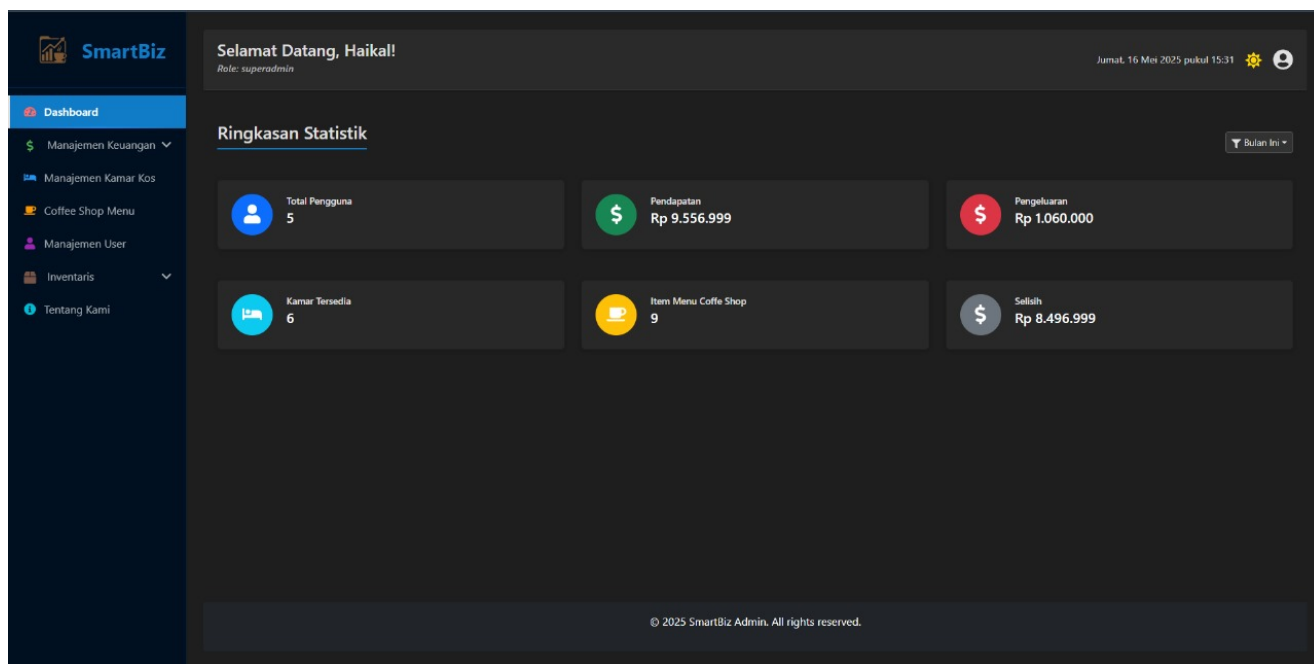 SmartBiz
Selamat Datang, Haikal!
Role: superadmin
Jumat, 16 Mei 2025 pukul 15:31
Dashboard
Manajemen Keuangan
Manajemen Kamar Kos
Coffee Shop Menu
Manajemen User
Inventaris
Tentang Kami
Ringkasan Statistik
Bulan Ini
Total Pengguna
5
Pendapatan
Rp 9.556.999
Pengeluaran
Rp 1.060.000
Kamar Tersedia
6
Item Menu Coffe Shop
9
Selisih
Rp 8.496.999
© 2025 SmartBiz Admin. All rights reserved.